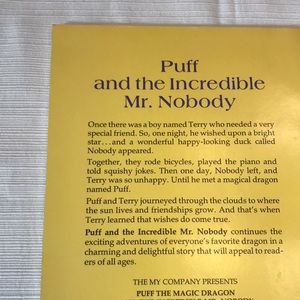 Puff
and the Incredible
Mr. Nobody
Once there was a boy named Terry who needed a very
special friend. So, one night, he wished upon a bright
star...and a wonderful happy-looking duck called
Nobody appeared.
Together, they rode bicycles, played the piano and
told squishy jokes. Then one day, Nobody left, and
Terry was so unhappy. Until he met a magical dragon
named Puff.
Puff and Terry journeyed through the clouds to where
the sun lives and friendships grow. And that's when
Terry learned that wishes do come true.
Puff and the Incredible Mr. Nobody continues the
exciting adventures of everyone's favorite dragon in a
charming and delightful story that will appeal to read-
ers of all ages.
THE MY COMPANY PRESENTS
PUFF THE MAGIC DRAGON